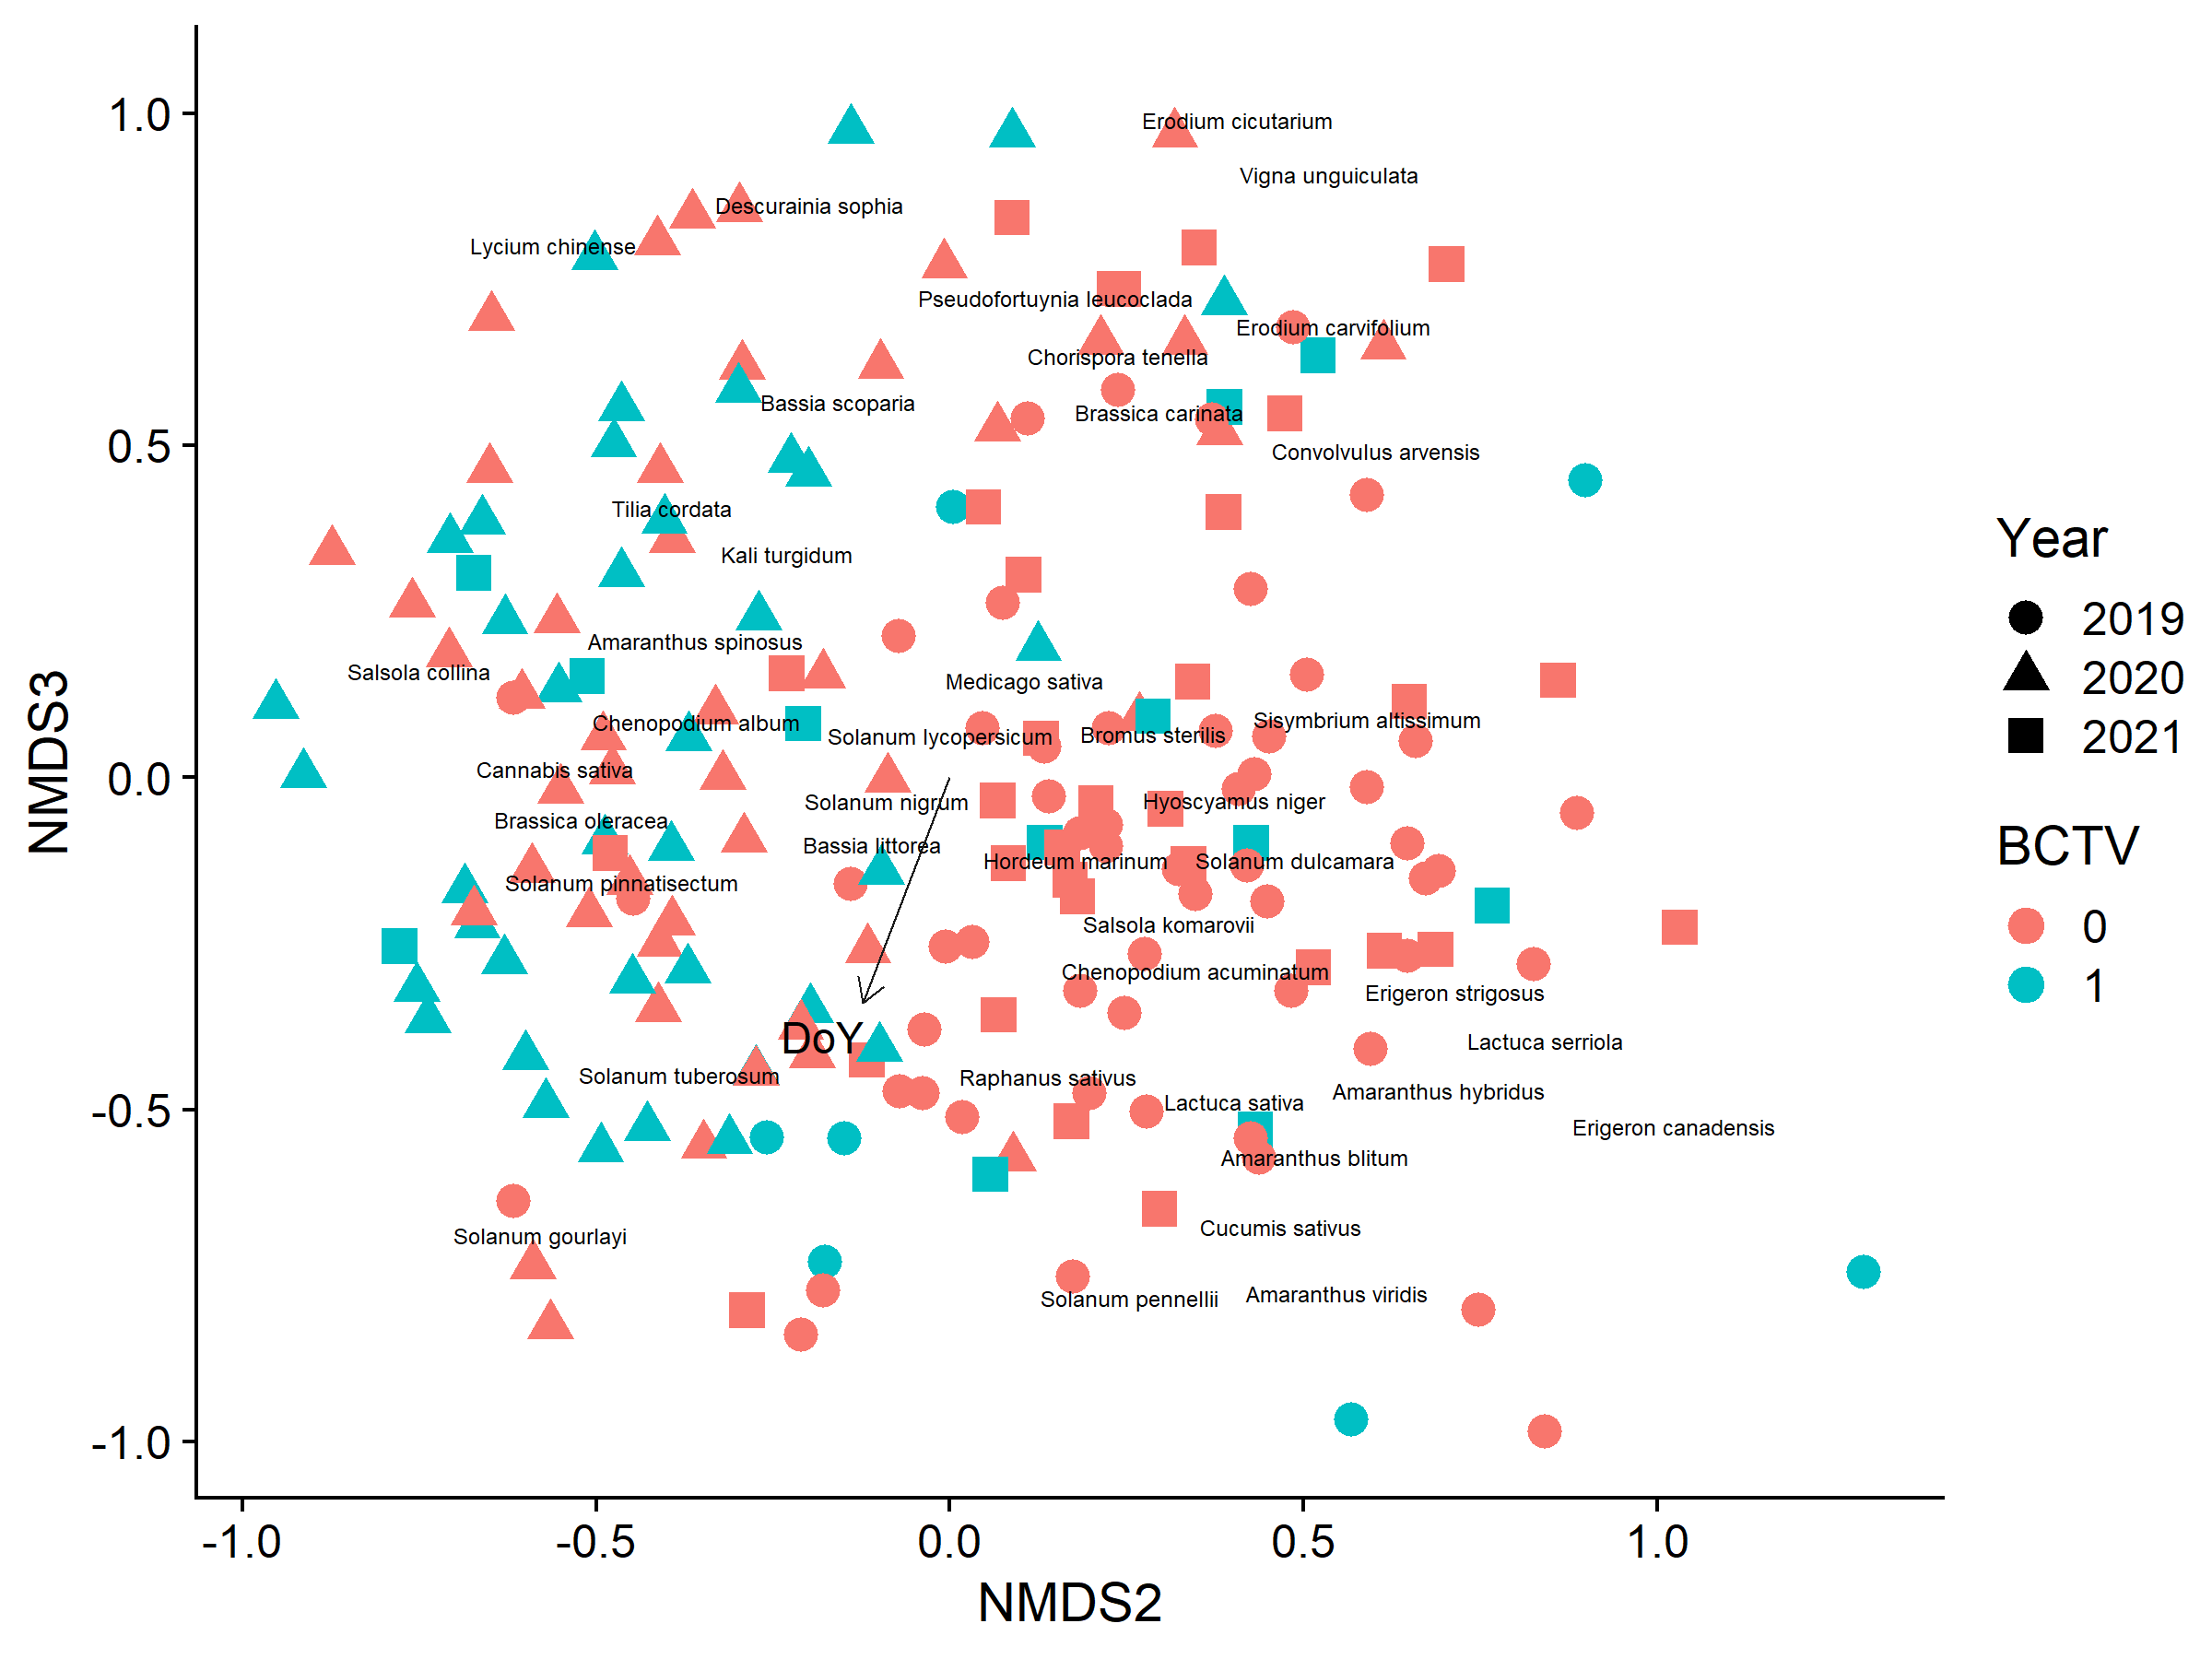 1.0
0.5
0.0
-0.5
-1.0
NMDS3
-1.0
-0.5
0.0
0.5
1.0
NMDS2
Erodium cicutarium
Vigna unguiculata
Descurainia sophia
Lycium chinense
Pseudofortuynia leucoclada
Erodium carvifolium
Chorispora tenella
Bassia scoparia
Brassica carinata
Convolvulus arvensis
Tilia cordata
Kali turgidum
Amaranthus spinosus
Salsola collina
Medicago sativa
Chenopodium album
Sisymbrium altissimum
Solanum lycopersicum
Bromus sterilis
Cannabis sativa
Solanum nigrum
Hyoscyamus niger
Brassica oleracea
Bassia littorea
Hordeum marinum
Solanum dulcamara
Solanum pinnatisectum
Salsola komarovii
Chenopodium acuminatum
Erigeron strigosus
DoY
Lactuca serriola
Solanum tuberosum
Raphanus sativus
Amaranthus hybridus
Lactuca sativa
Erigeron canadensis
Amaranthus blitum
Cucumis sativus
Solanum gourlayi
Solanum pennellii
Amaranthus viridis
Year
2019
2020
2021
BCTV
0
1